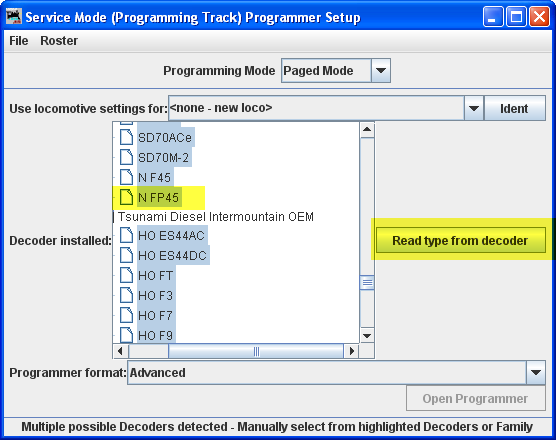 Service Mode (Programming Track) Programmer Setup
File Roster
Programming Mode Paged Mode
Use locomotive settings for: <none - new loco> Ident
SD70ACe
SD70M-2
N F45
N FP45
Tsunami Diesel Intermountain OEM
Decoder installed: HO ES44AC Read type from decoder
HO ES44DC
HO FT
HO F3
HO F7
HO F9
Programmer format: Advanced
Open Programmer
Multiple possible Decoders detected - Manually select from highlighted Decoders or Family